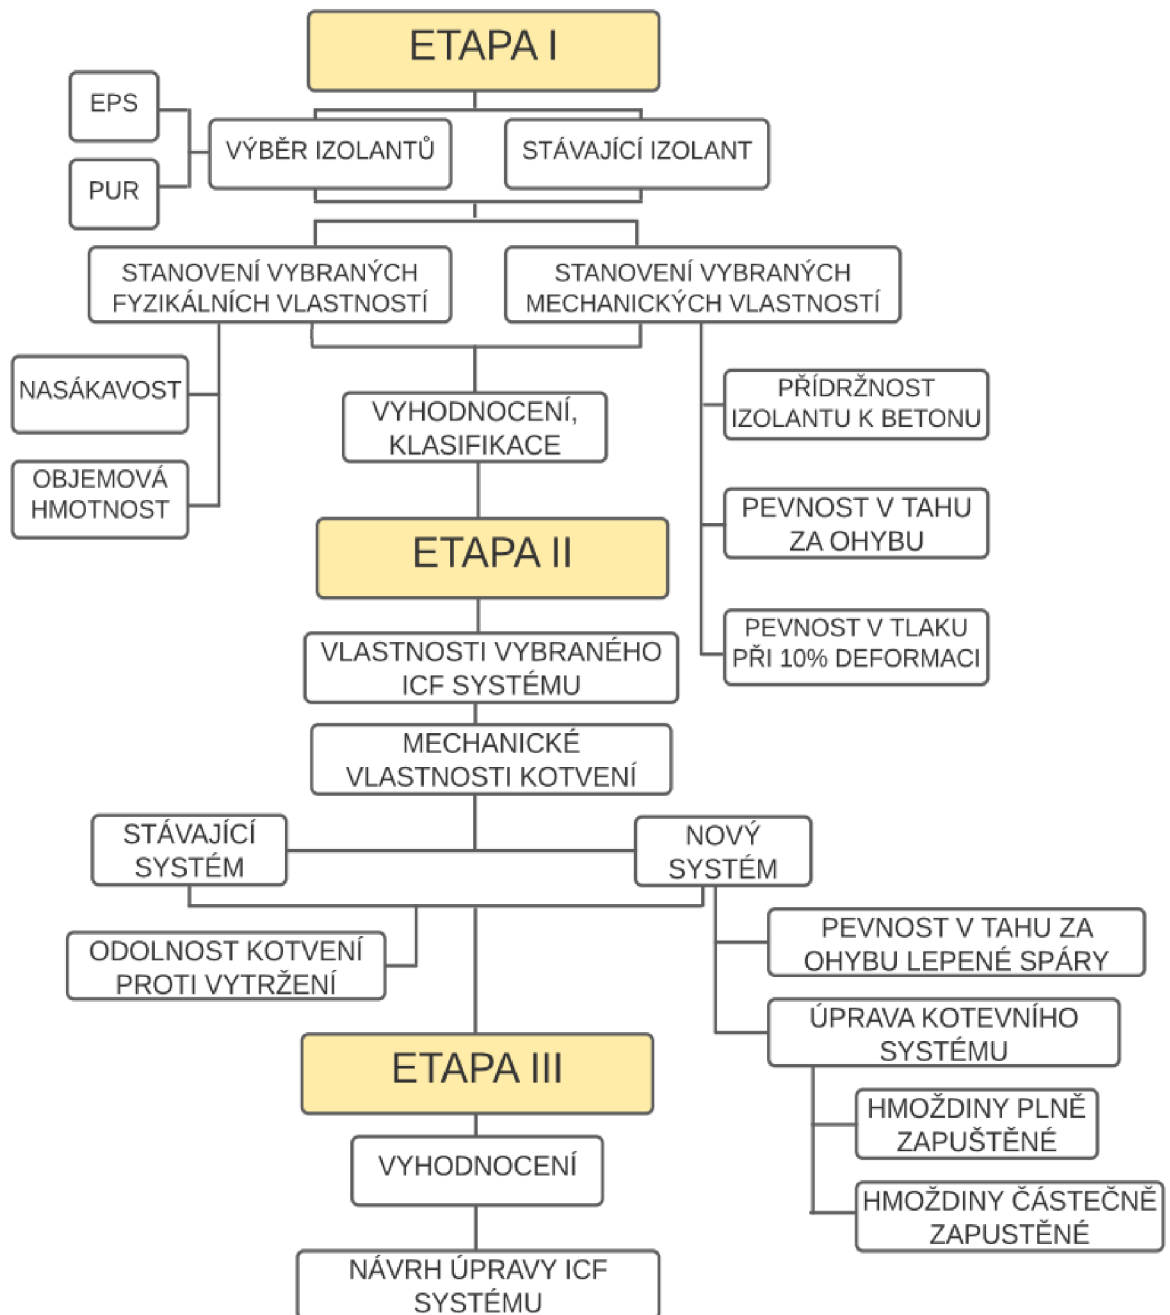 ETAPA I
EPS
PUR
VÝBĚR IZOLANTŮ
STÁVAJÍCÍ IZOLANT
STANOVENÍ VYBRANÝCH
FYZIKÁLNÍCH VLASTNOSTÍ
STANOVENÍ VYBRANÝCH
MECHANICKÝCH VLASTNOSTÍ
NASÁKAVOST
OBJEMOVÁ
HMOTNOST
VYHODNOCENÍ,
KLASIFIKACE
PŘÍDRŽNOST
IZOLANTU K BETONU
PEVNOST V TAHU
ZA OHYBU
PEVNOST V TLAKU
PŘI 10% DEFORMACI
ETAPA II
VLASTNOSTI VYBRANÉHO
ICF SYSTÉMU
MECHANICKÉ
VLASTNOSTI KOTVENÍ
STÁVAJÍCÍ
SYSTÉM
NOVÝ
SYSTÉM
ODOLNOST KOTVENÍ
PROTI VYTRŽENÍ
PEVNOST V TAHU ZA
OHYBU LEPENÉ SPÁRY
ÚPRAVA KOTEVNÍHO
SYSTÉMU
HMOŽDINY PLNĚ
ZAPUŠTĚNÉ
HMOŽDINY ČÁSTEČNĚ
ZAPUSTĚNÉ
ETAPA III
VYHODNOCENÍ
NÁVRH ÚPRAVY ICF
SYSTÉMU